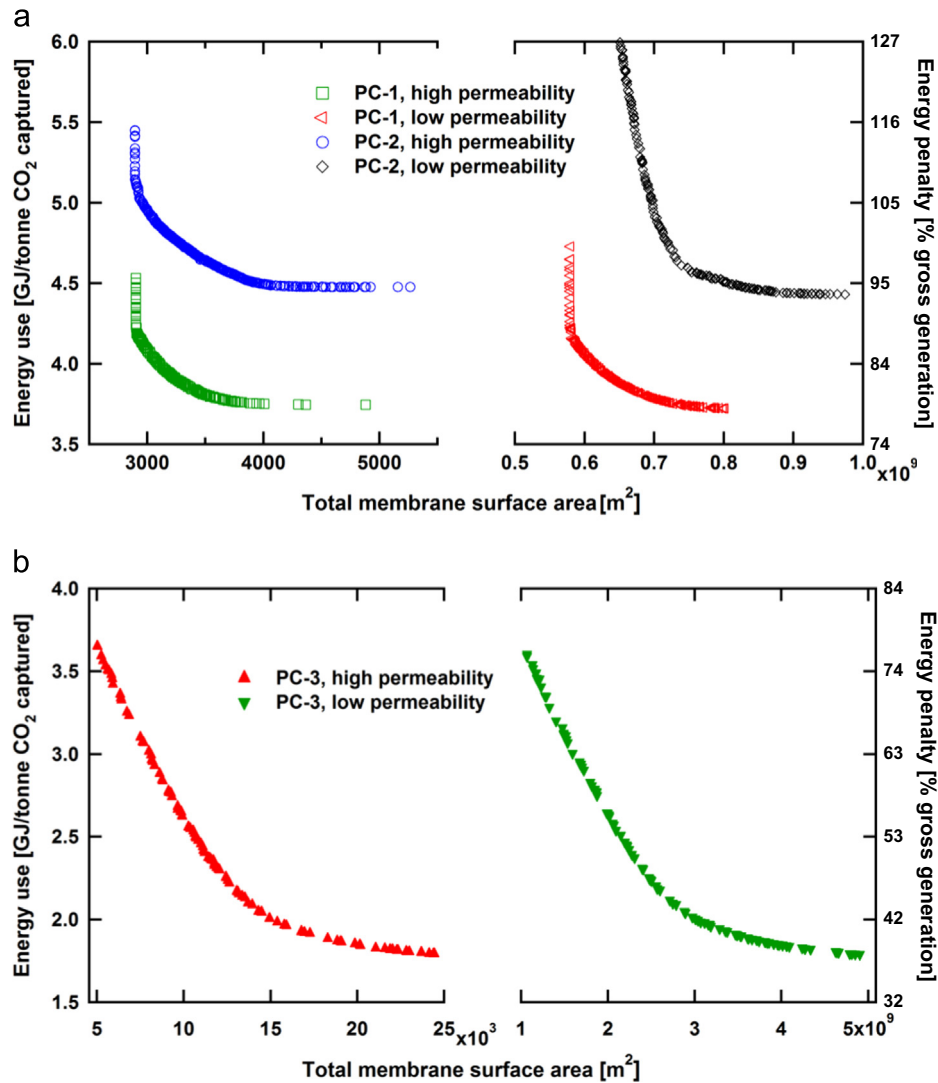 a
6.0
5.5
5.0
4.5
4.0
3.5
Energy use [GJ/tonne CO2 captured]
PC-1, high permeability
PC-1, low permeability
PC-2, high permeability
PC-2, low permeability
127
116
105
95
84
74
Energy penalty [% gross generation]
3000 4000 5000
0.5 0.6 0.7 0.8 0.9 1.0
x10^9
Total membrane surface area [m2]
b
4.0
3.5
3.0
2.5
2.0
1.5
Energy use [GJ/tonne CO2 captured]
PC-3, high permeability
PC-3, low permeability
84
74
63
53
42
32
Energy penalty [% gross generation]
5 10 15 20 25x10^3
1 2 3 4 5x10^9
Total membrane surface area [m2]